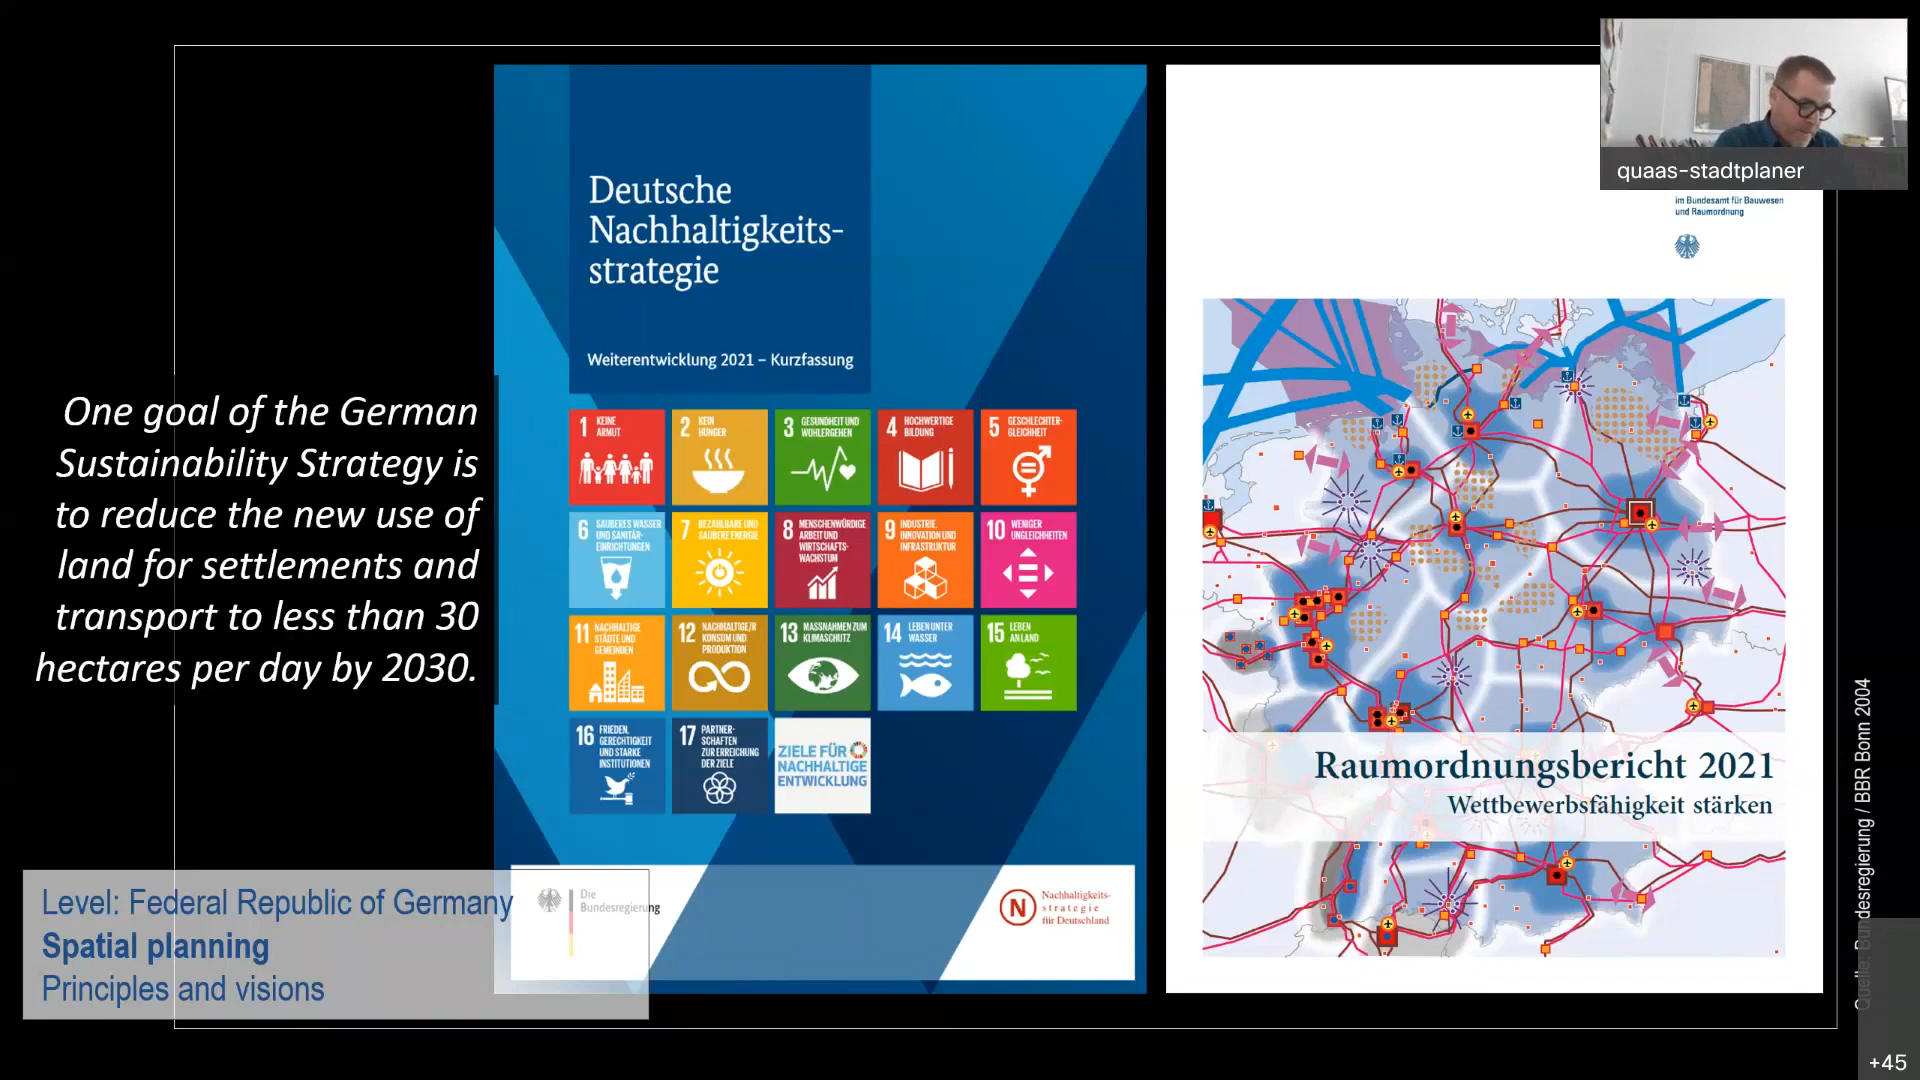 One goal of the German
Sustainability Strategy is
to reduce the new use of
land for settlements and
transport to less than 30
hectares per day by 2030.
Level: Federal Republic of Germany
Spatial planning
Principles and visions
Deutsche
Nachhaltigkeits-
strategie
Weiterentwicklung 2021 – Kurzfassung
1 KEINE
ARMUT
2 KEIN
HUNGER
3 GESUNDHEIT UND
WOHLERGEHEN
4 HOCHWERTIGE
BILDUNG
5 GESCHLECHTER-
GLEICHHEIT
6 SAUBERES WASSER
UND SANITÄR-
EINRICHTUNGEN
7 BEZAHLBARE UND
SAUBERE ENERGIE
8 MENSCHENWÜRDIGE
ARBEIT UND
WIRTSCHAFTS-
WACHSTUM
9 INDUSTRIE,
INNOVATION UND
INFRASTRUKTUR
10 WENIGER
UNGLEICHHEITEN
11 NACHHALTIGE
STÄDTE UND
GEMEINDEN
12 NACHHALTIGE/R
KONSUM UND
PRODUKTION
13 MASSNAHMEN ZUM
KLIMASCHUTZ
14 LEBEN UNTER
WASSER
15 LEBEN
AN LAND
16 FRIEDEN,
GERECHTIGKEIT
UND STARKE
INSTITUTIONEN
17 PARTNER-
SCHAFTEN
ZUR ERREICHUNG
DER ZIELE
ZIELE FÜR
NACHHALTIGE
ENTWICKLUNG
Die
Bundesregierung
N
Nachhaltigkeits-
strategie
für Deutschland
quaas-stadtplaner
im Bundesamt für Bauwesen
und Raumordnung
Raumordnungsbericht 2021
Wettbewerbsfähigkeit stärken
Quelle: Bundesregierung / BBR Bonn 2004
+45